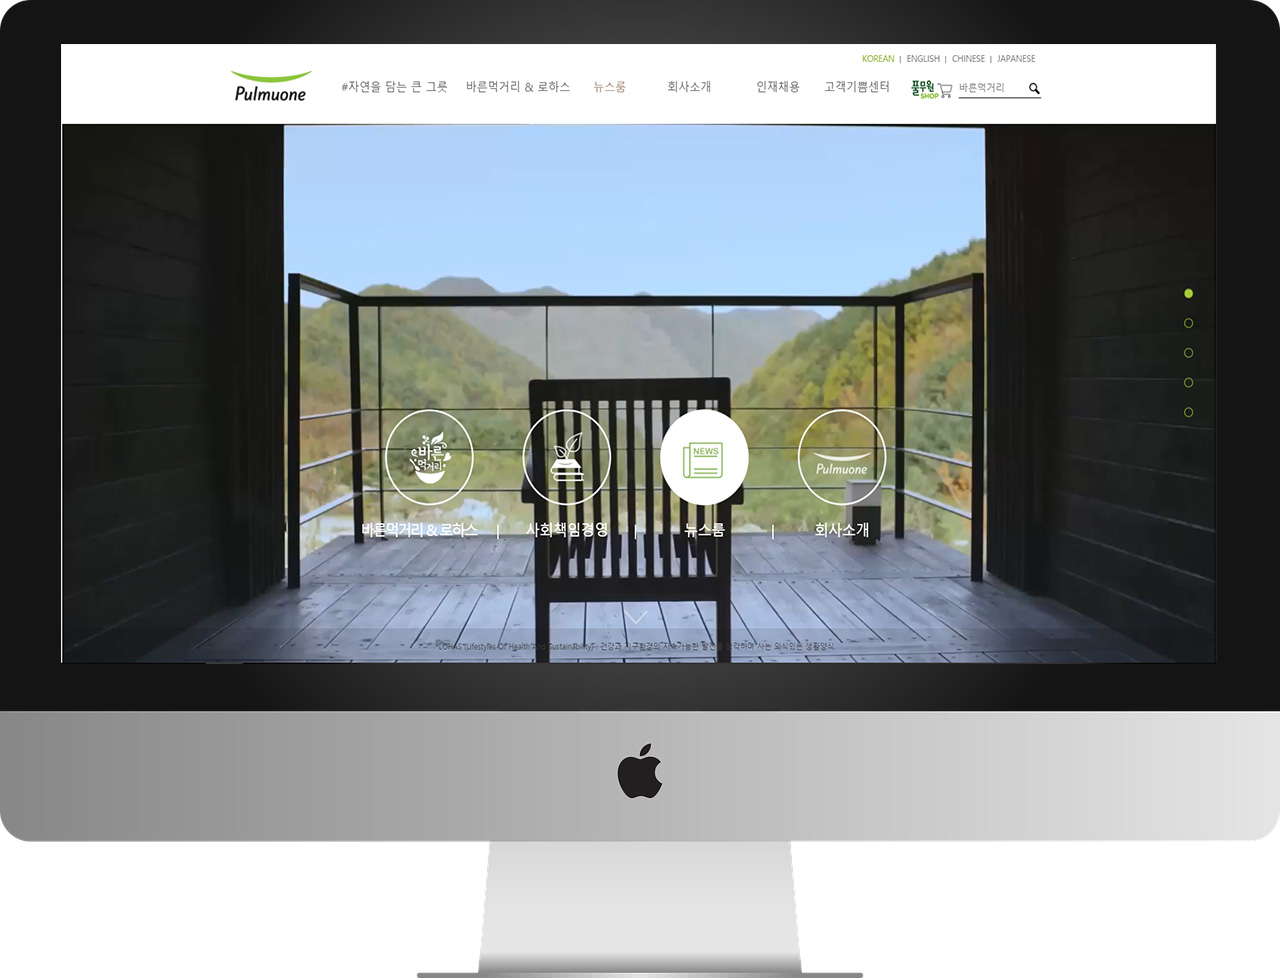 KOREAN | ENGLISH | CHINESE | JAPANESE
Pulmuone
#자연을 담는 큰 그릇 바른먹거리 & 로하스 뉴스룸 회사소개 인재채용 고객기쁨센터 풀무원 SHOP 바른먹거리
바른
먹거리
NEWS
Pulmuone
바른먹거리 & 로하스 | 사회책임경영 | 뉴스룸 | 회사소개
LOHAS (Lifestyles Of Health And Sustainability) : 건강과 지구환경의 지속가능한 발전을 생각하며 사는 의식있는 생활양식